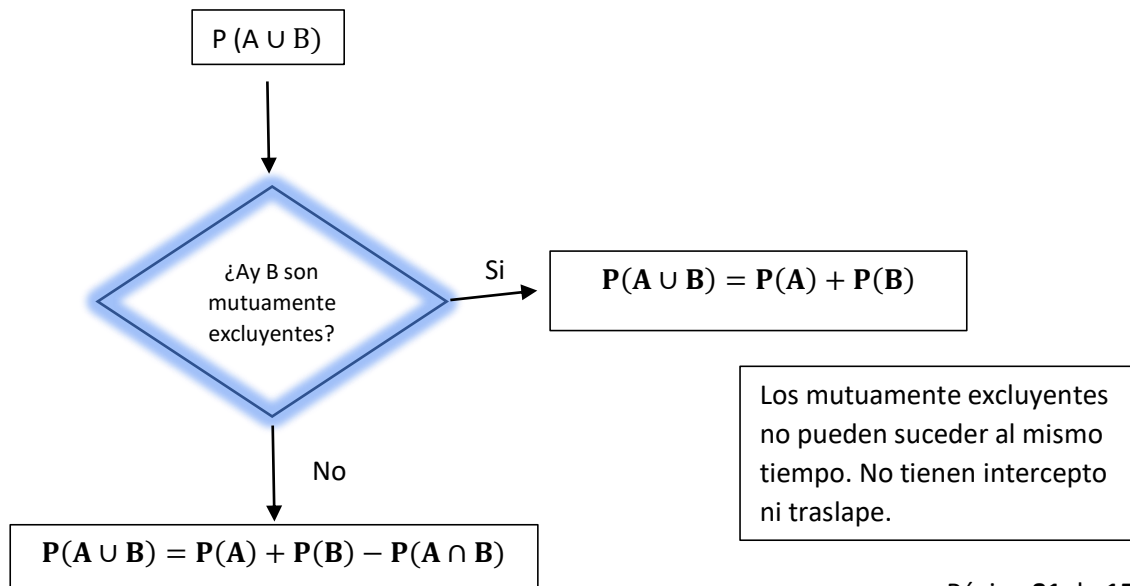 P (A ∪ B)
¿Ay B son
mutuamente
excluyentes?
Si
P(A ∪ B) = P(A) + P(B)
Los mutuamente excluyentes
no pueden suceder al mismo
tiempo. No tienen intercepto
ni traslape.
No
P(A ∪ B) = P(A) + P(B) − P(A ∩ B)